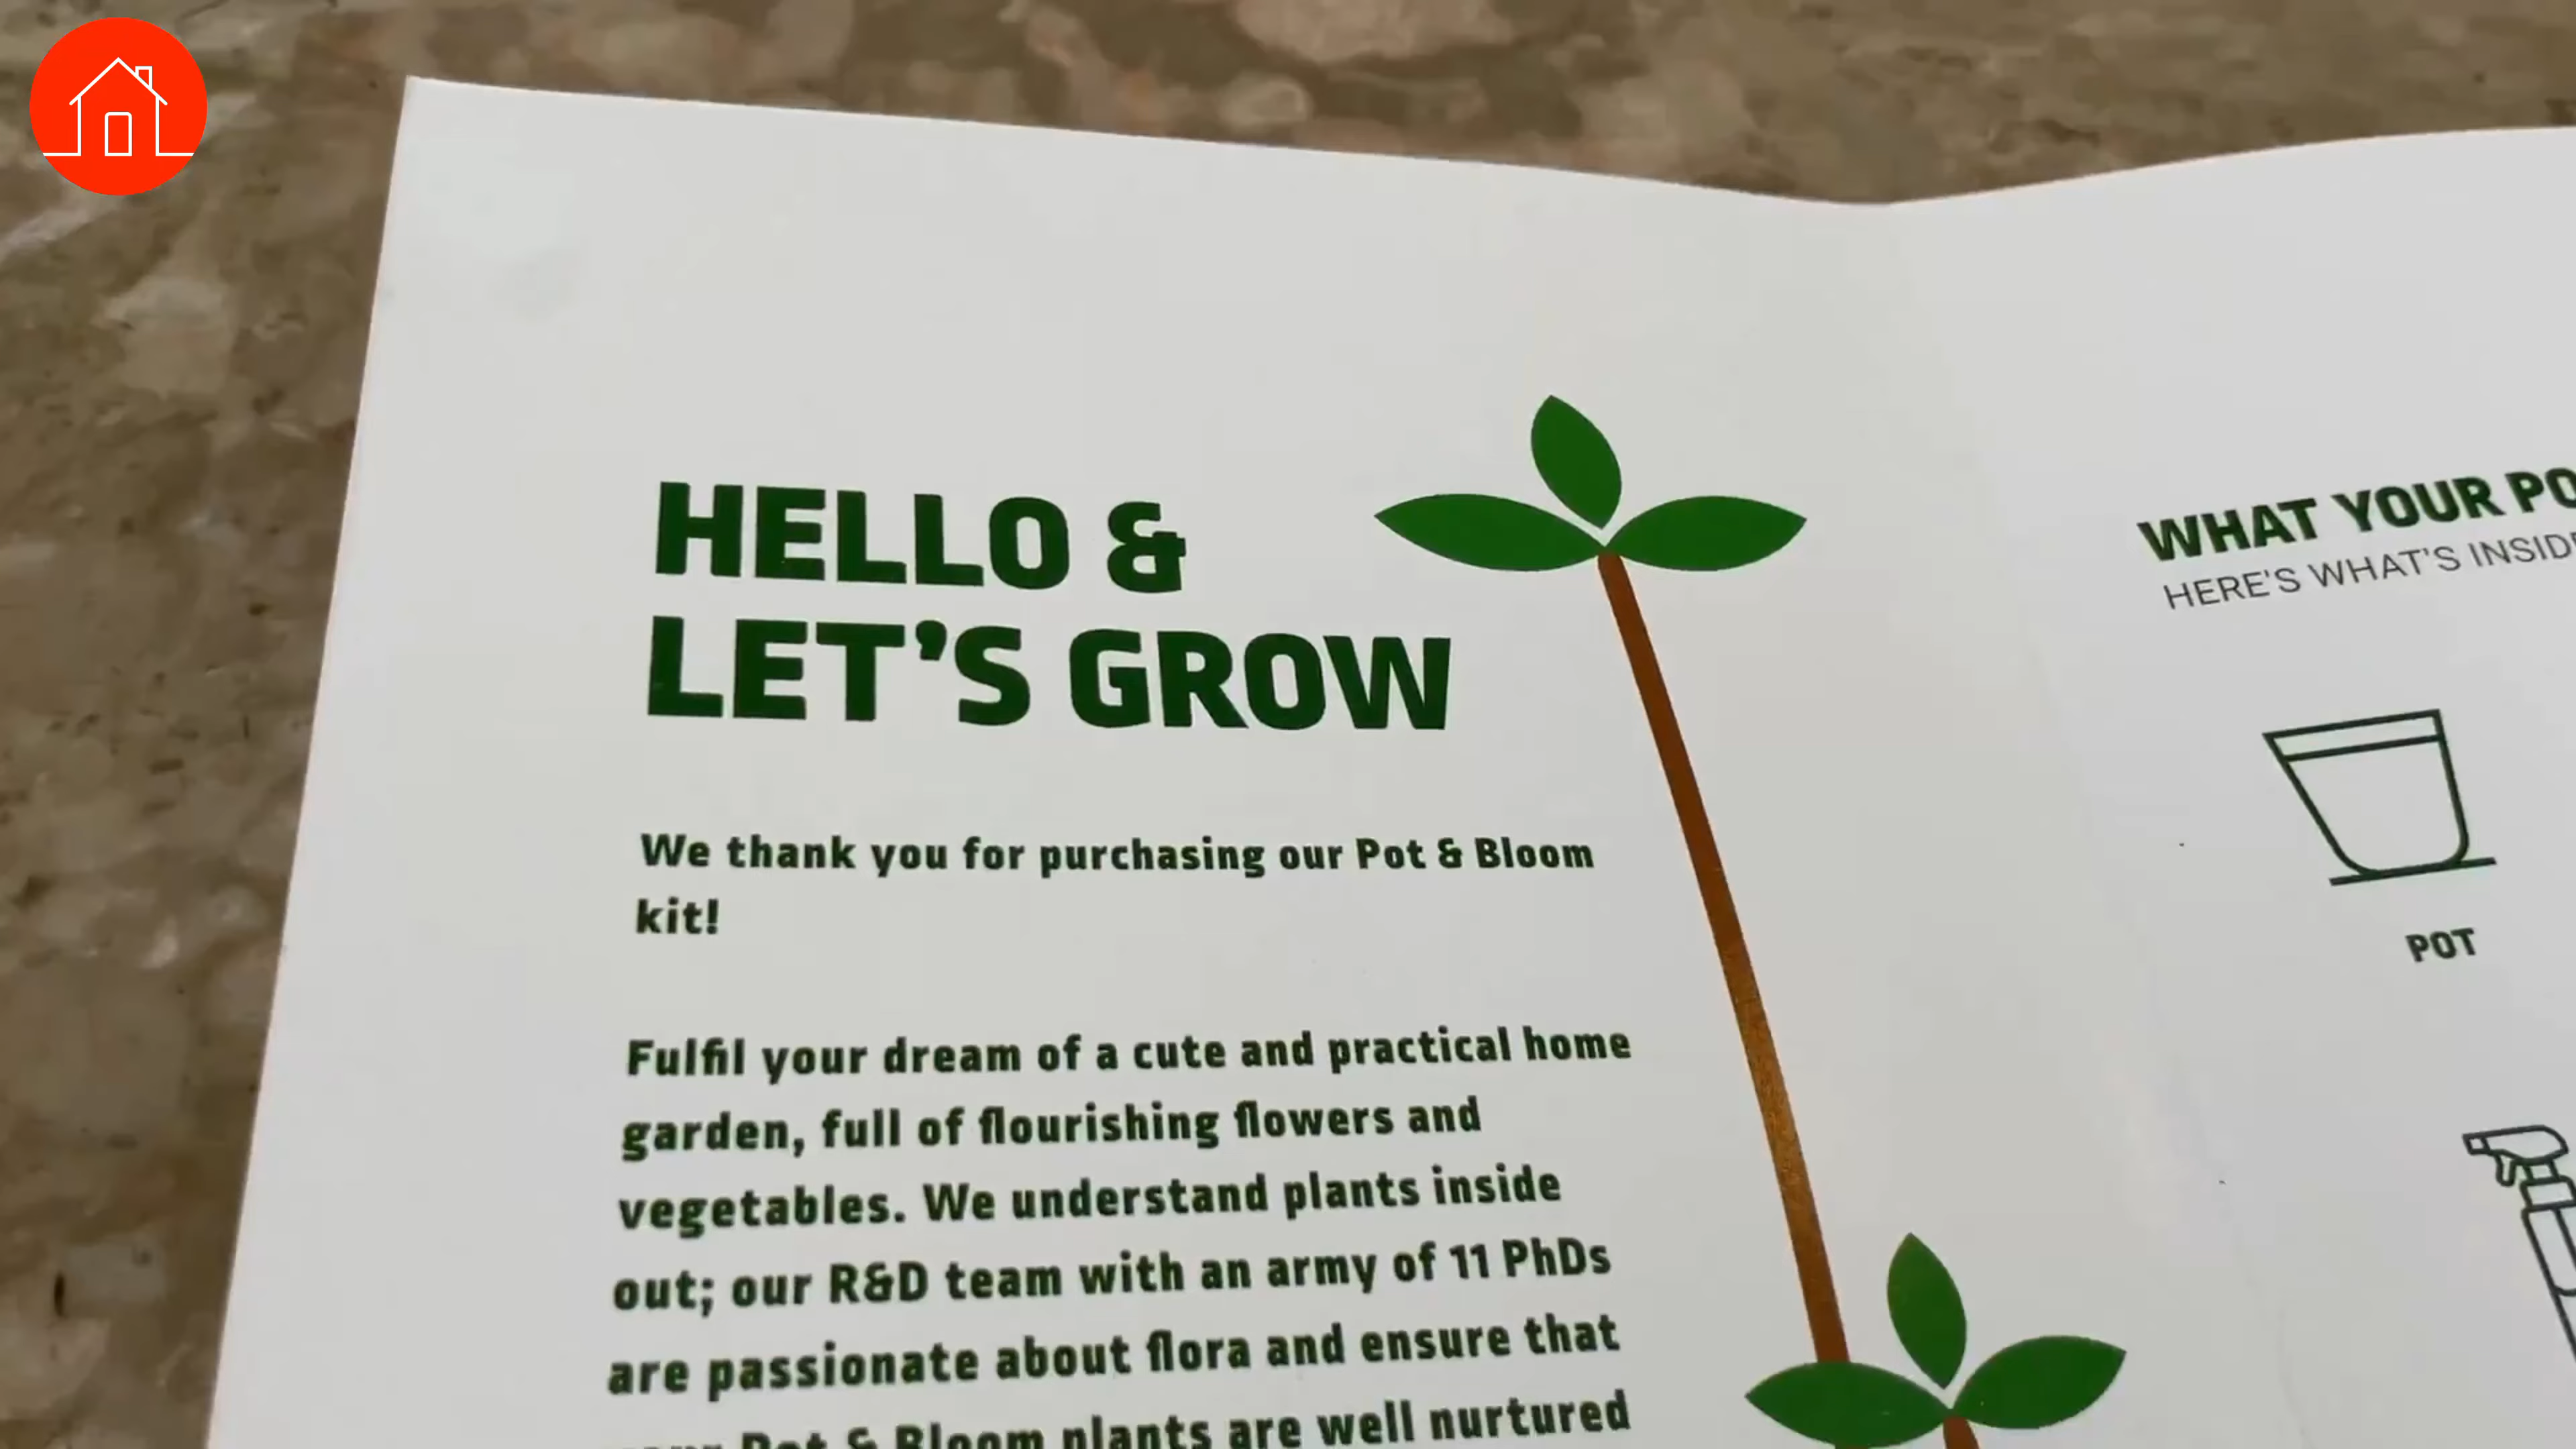 HELLO &
LET'S GROW
We thank you for purchasing our Pot & Bloom
kit!
Fulfil your dream of a cute and practical home
garden, full of flourishing flowers and
vegetables. We understand plants inside
out; our R&D team with an army of 11 PhDs
are passionate about flora and ensure that
Pot & Bloom plants are well nurtured
WHAT YOUR
HERE'S WHAT'S
POT